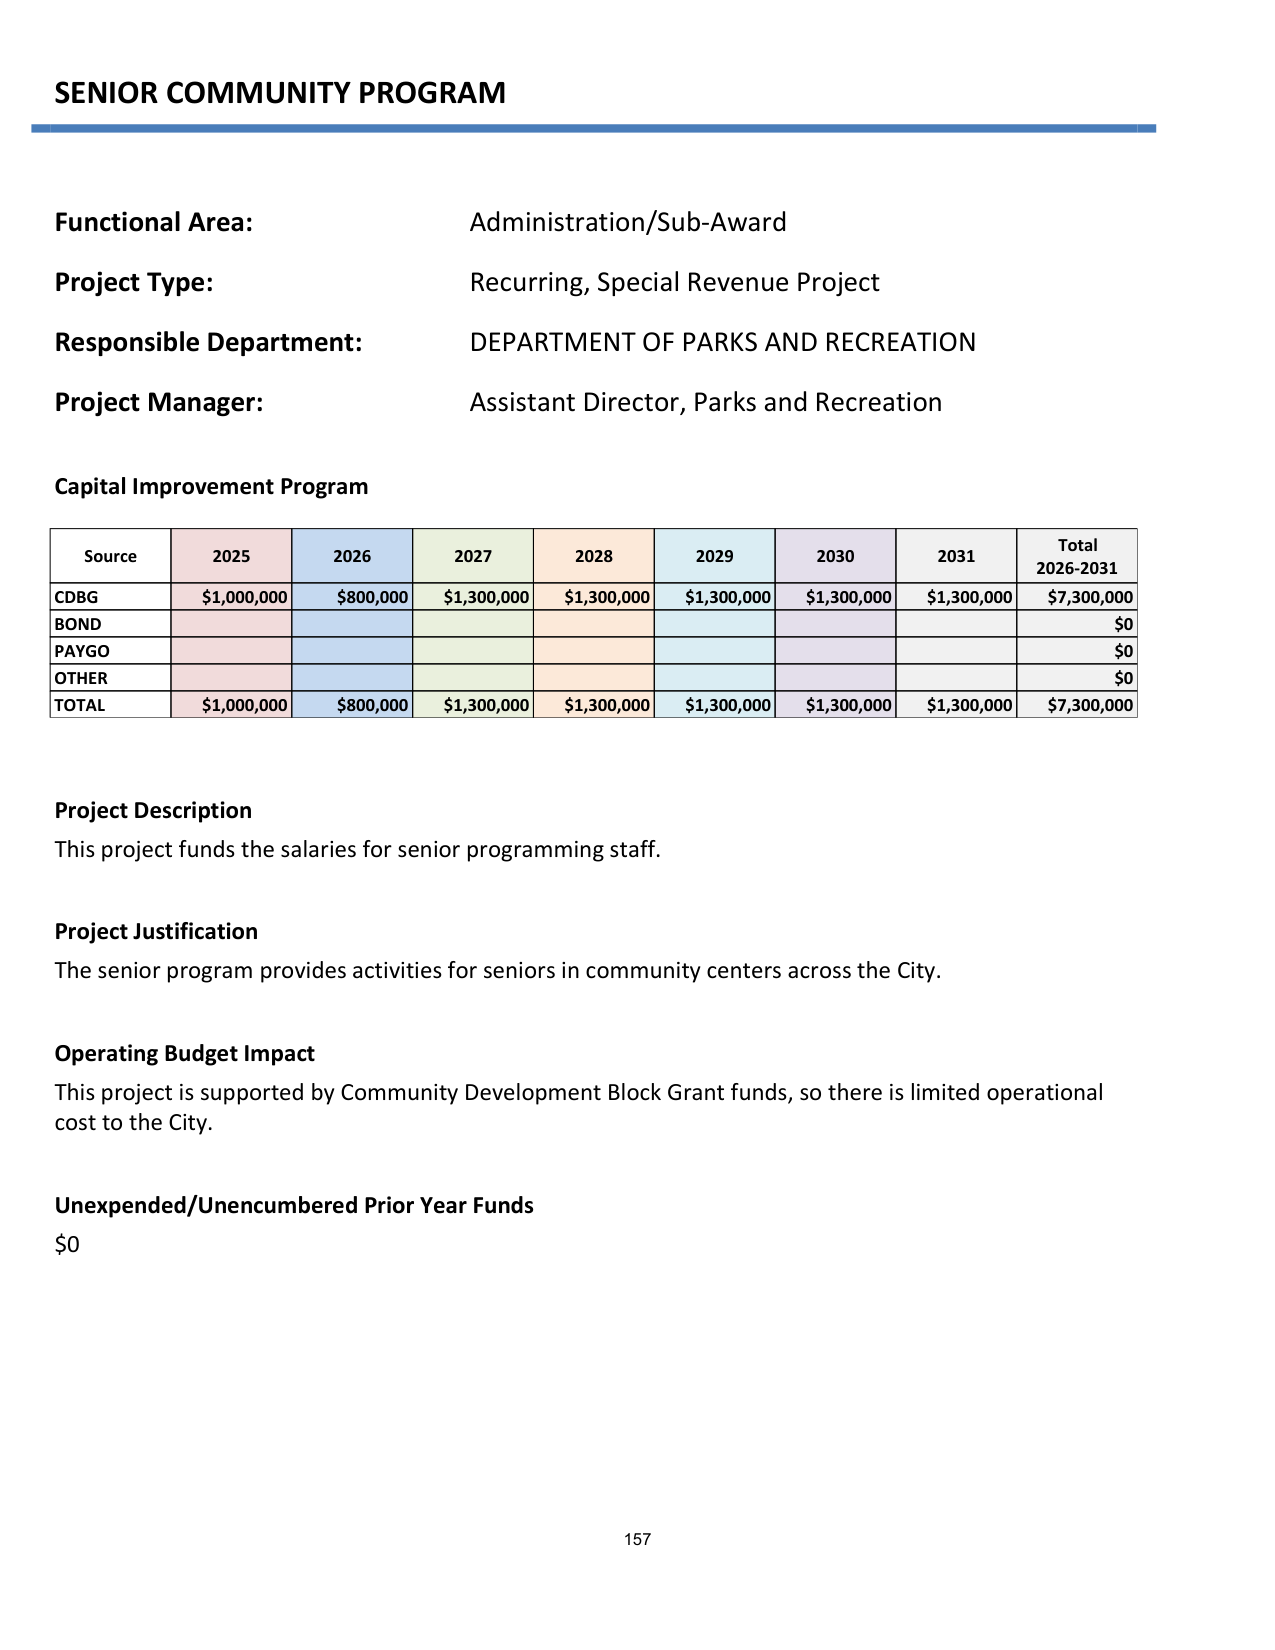 SENIOR COMMUNITY PROGRAM
Functional Area: Administration/Sub-Award
Project Type: Recurring, Special Revenue Project
Responsible Department: DEPARTMENT OF PARKS AND RECREATION
Project Manager: Assistant Director, Parks and Recreation
Capital Improvement Program
Source 2025 2026 2027 2028 2029 2030 2031 Total 2026-2031
CDBG $1,000,000 $800,000 $1,300,000 $1,300,000 $1,300,000 $1,300,000 $1,300,000 $7,300,000
BOND $0
PAYGO $0
OTHER $0
TOTAL $1,000,000 $800,000 $1,300,000 $1,300,000 $1,300,000 $1,300,000 $1,300,000 $7,300,000
Project Description
This project funds the salaries for senior programming staff.
Project Justification
The senior program provides activities for seniors in community centers across the City.
Operating Budget Impact
This project is supported by Community Development Block Grant funds, so there is limited operational
cost to the City.
Unexpended/Unencumbered Prior Year Funds
$0
157